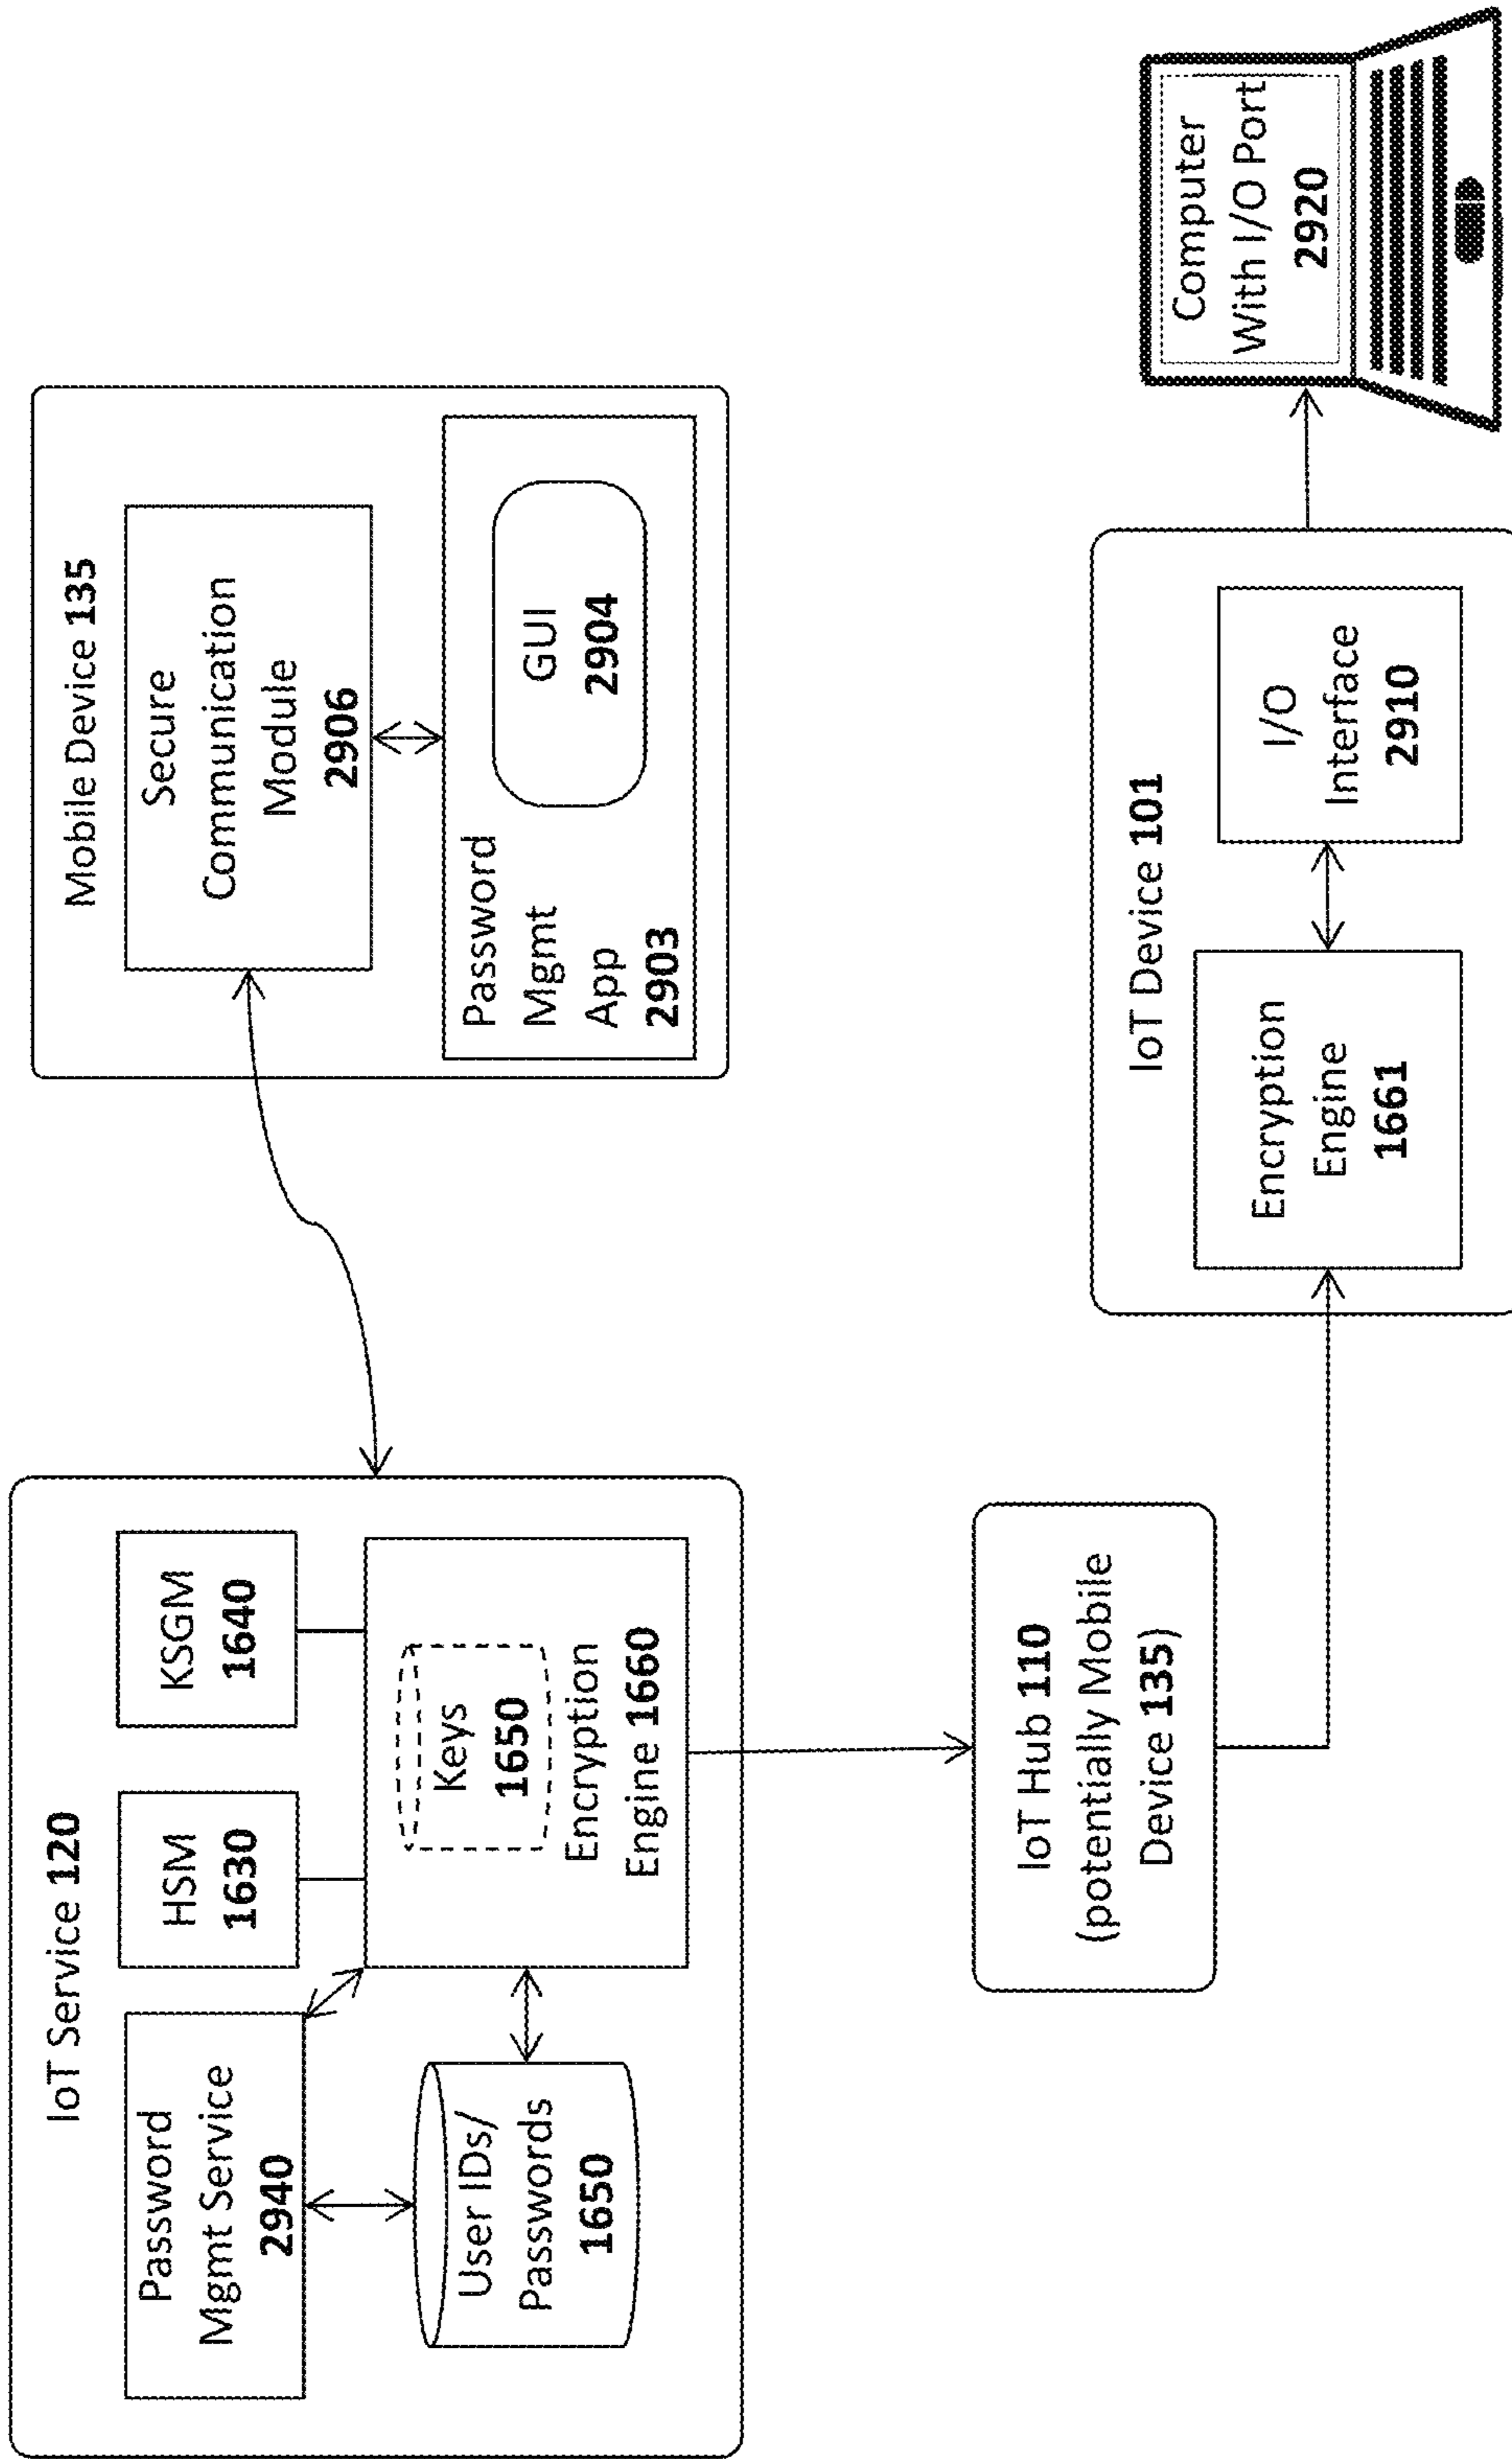 IoT Service 120
Password
Mgmt Service
2940
HSM
1630
KSGM
1640
User IDs/
Passwords
1650
Keys
1650
Encryption
Engine 1660
Mobile Device 135
Secure
Communication
Module
2906
Password
Mgmt
App
2903
GUI
2904
IoT Hub 110
(potentially Mobile
Device 135)
IoT Device 101
Encryption
Engine
1661
I/O
Interface
2910
Computer
With I/O Port
2920